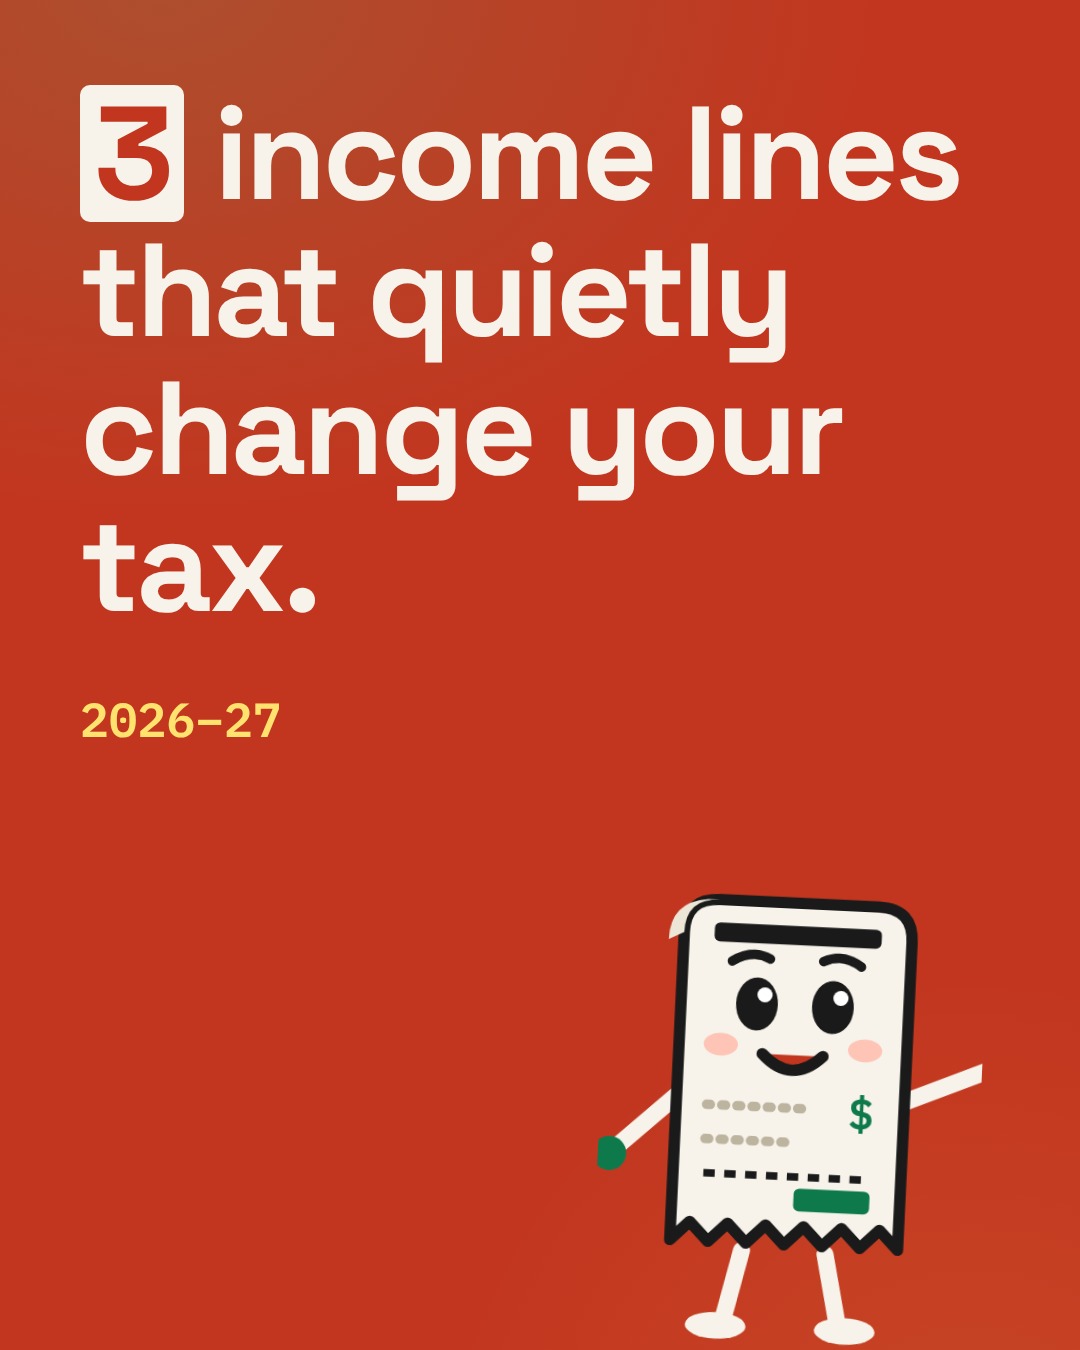 3 income lines
that quietly
change your
tax.
2026–27
$